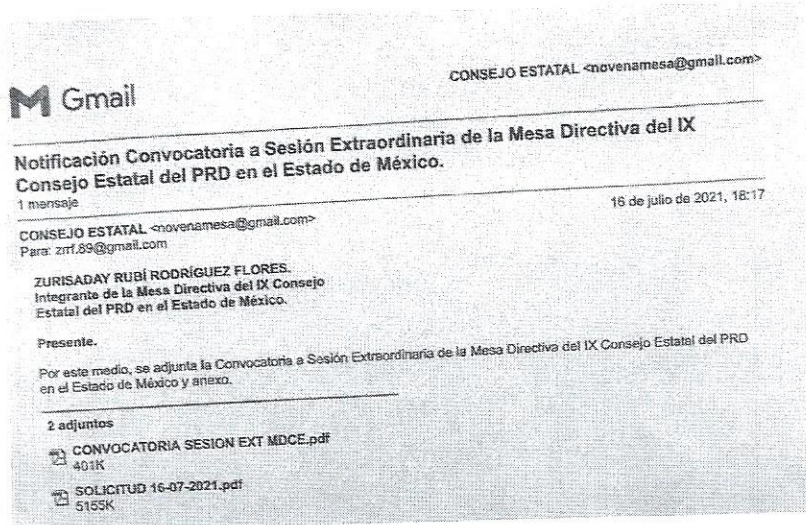 CONSEJO ESTATAL <novenamesa@gmail.com>
Gmail
Notificación Convocatoria a Sesión Extraordinaria de la Mesa Directiva del IX
Consejo Estatal del PRD en el Estado de México.
1 mensaje
CONSEJO ESTATAL <novenamesa@gmail.com>
16 de julio de 2021, 18:17
Para: zrrf.89@gmail.com
ZURISADAY RUBÍ RODRÍGUEZ FLORES.
Integrante de la Mesa Directiva del IX Consejo
Estatal del PRD en el Estado de México.
Presente.
Por este medio, se adjunta la Convocatoria a Sesión Extraordinaria de la Mesa Directiva del IX Consejo Estatal del PRD
en el Estado de México y anexo.
2 adjuntos
CONVOCATORIA SESION EXT MDCE.pdf
401K
SOLICITUD 16-07-2021.pdf
5155K